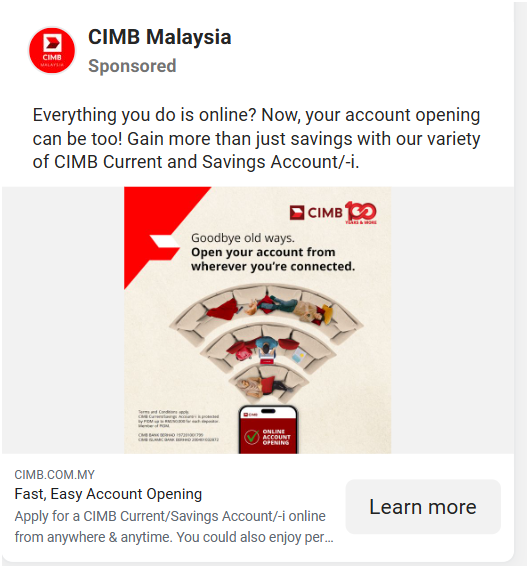 CIMB Malaysia
Sponsored
CIMB
MALAYSIA
Everything you do is online? Now, your account opening
can be too! Gain more than just savings with our variety
of CIMB Current and Savings Account/-i.
CIMB 100
YEARS & MORE
Goodbye old ways.
Open your account from
wherever you're connected.
Terms and Conditions apply.
CIMB Current/Savings Account-i is protected
by PIDM up to RM250,000 for each depositor.
Member of PIDM.
CIMB BANK BERHAD
CIMB ISLAMIC BANK BERHAD
CIMB
ONLINE
ACCOUNT
OPENING
CIMB.COM.MY
Fast, Easy Account Opening
Apply for a CIMB Current/Savings Account/-i online
from anywhere & anytime. You could also enjoy per...
Learn more